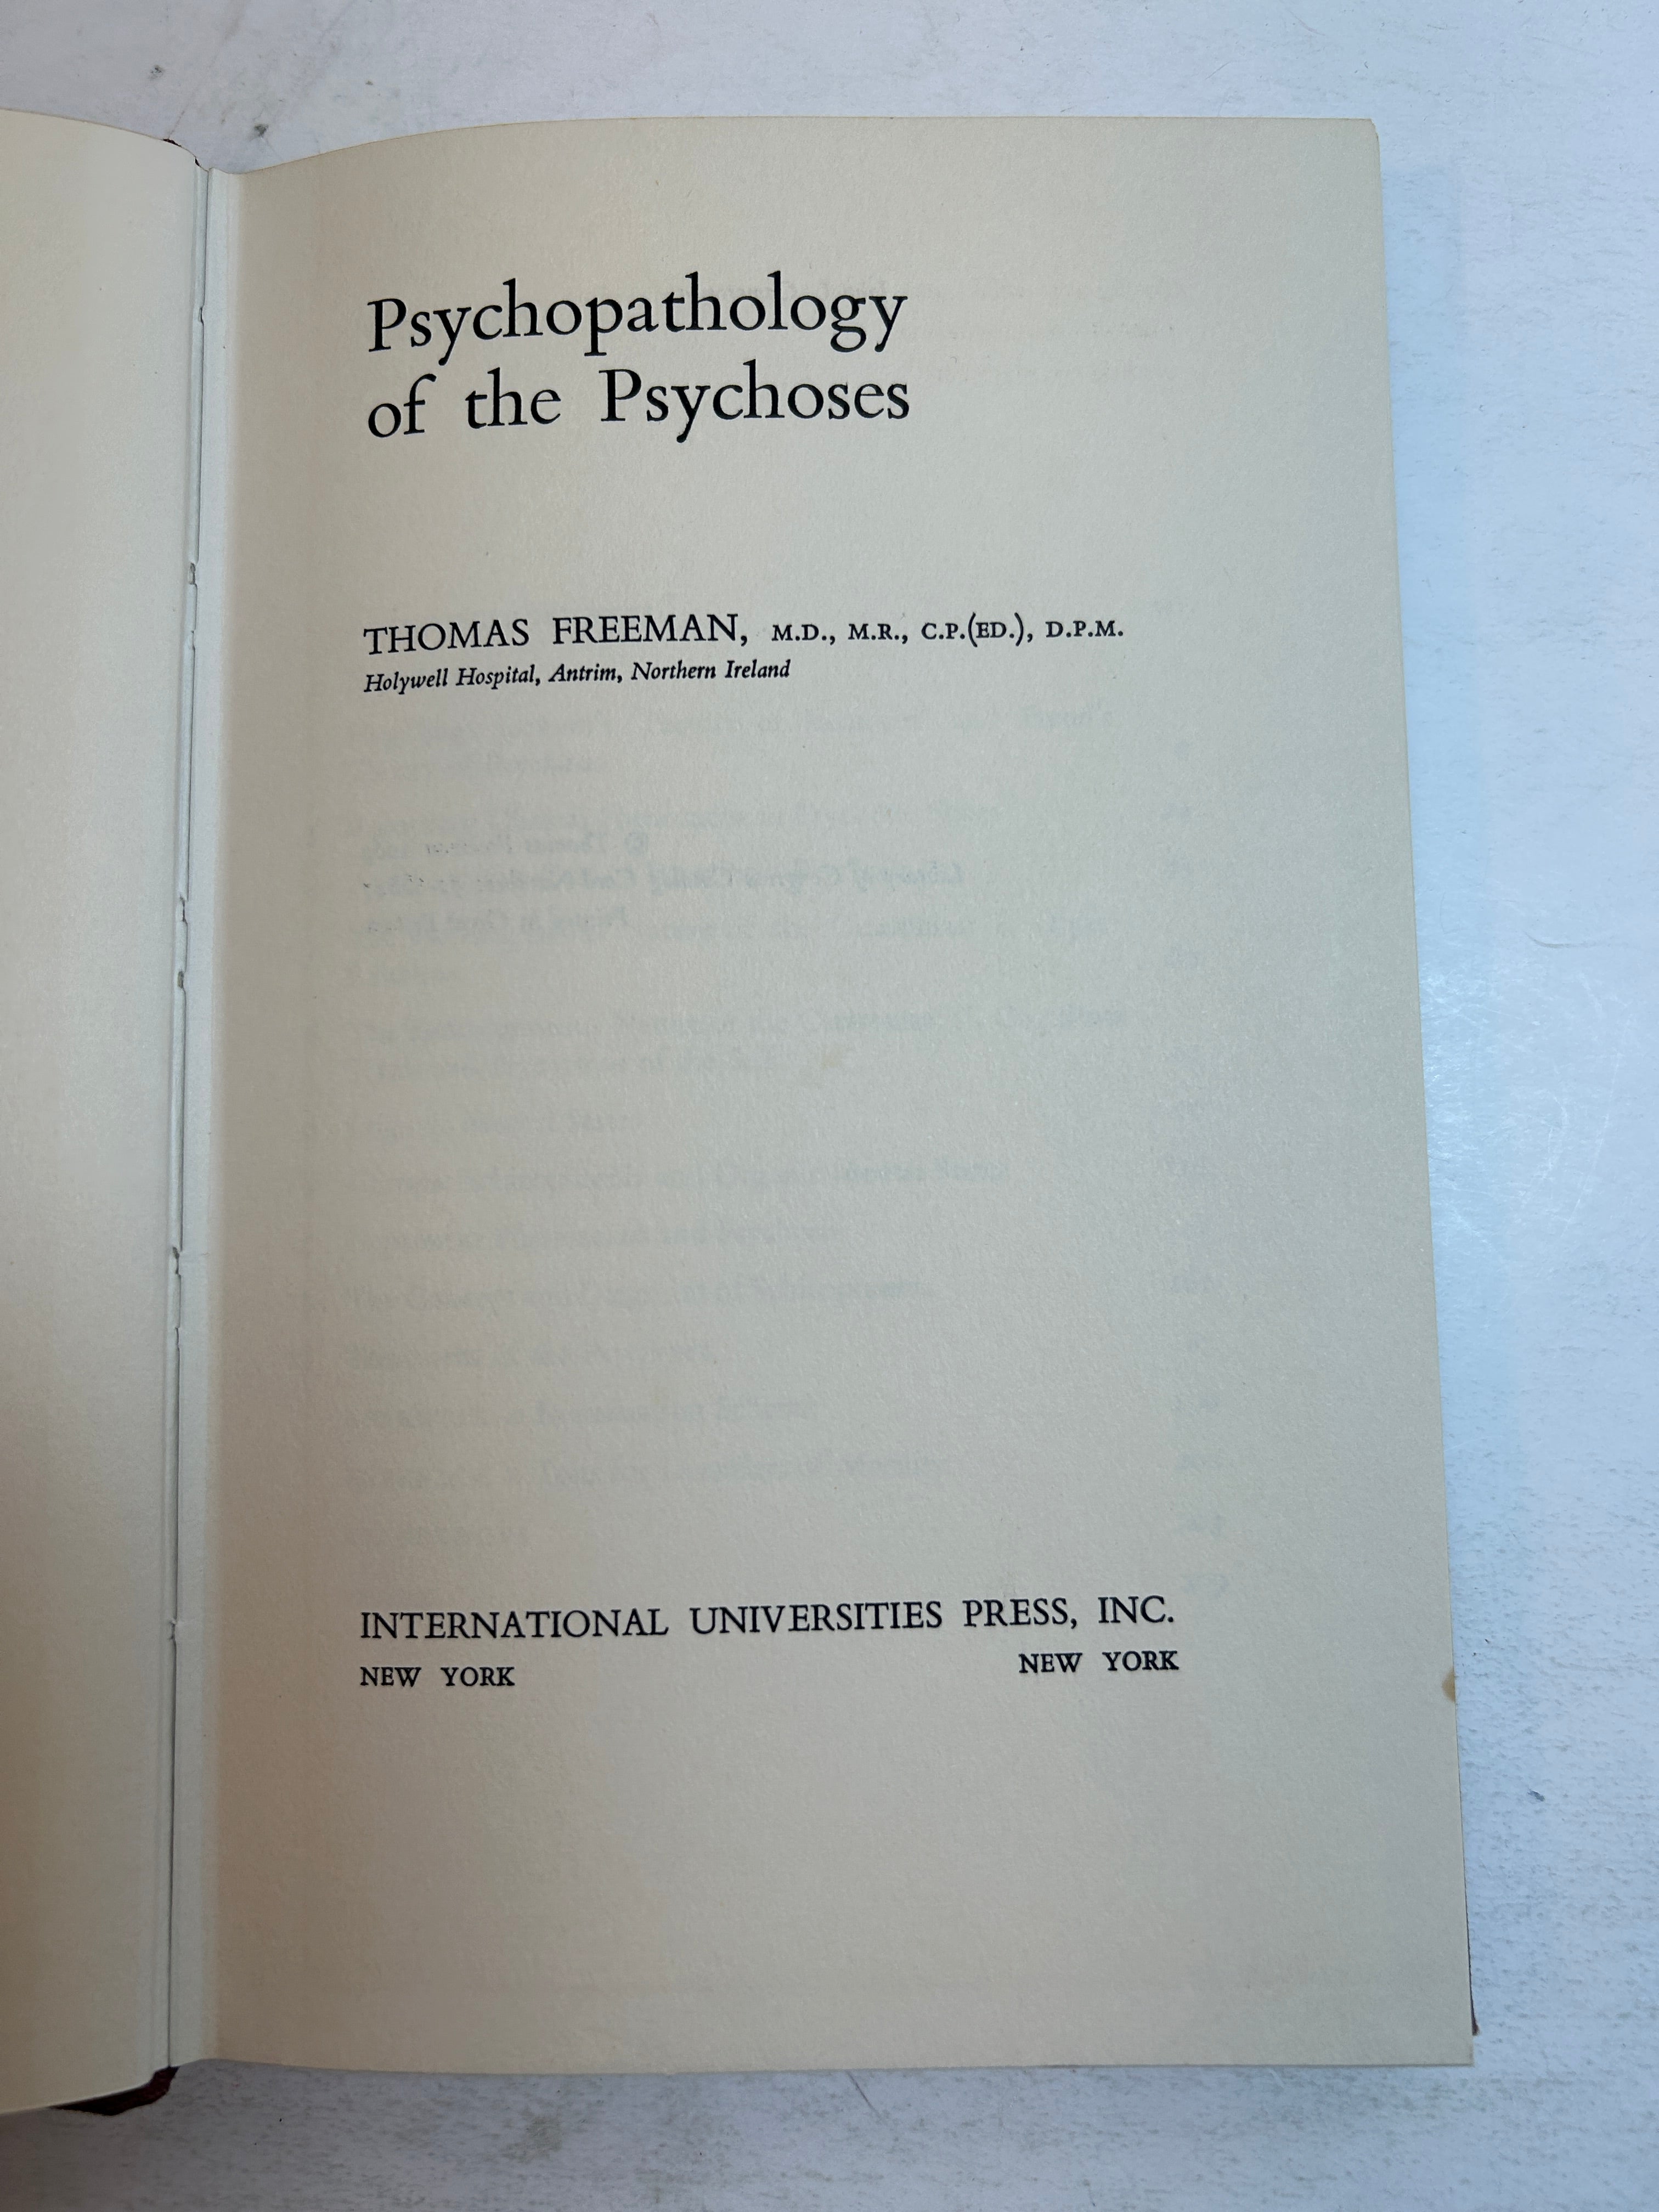 Psychopathology
of the Psychoses
THOMAS FREEMAN, M.D., M.R., C.P.(ED.), D.P.M.
Holywell Hospital, Antrim, Northern Ireland
INTERNATIONAL UNIVERSITIES PRESS, INC.
NEW YORK NEW YORK